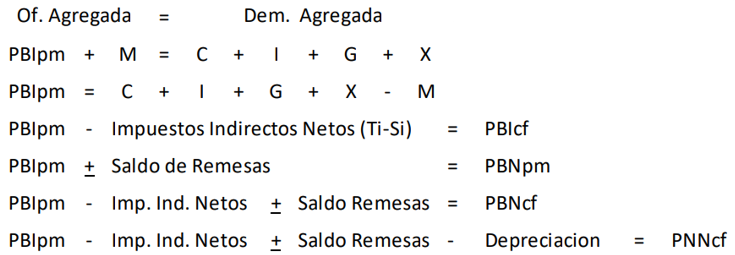 Of. Agregada = Dem. Agregada
PBIpm + M = C + I + G + X
PBIpm = C + I + G + X - M
PBIpm - Impuestos Indirectos Netos (Ti-Si) = PBIcf
PBIpm ± Saldo de Remesas = PBNpm
PBIpm - Imp. Ind. Netos ± Saldo Remesas = PBNcf
PBIpm - Imp. Ind. Netos ± Saldo Remesas - Depreciacion = PNNcf